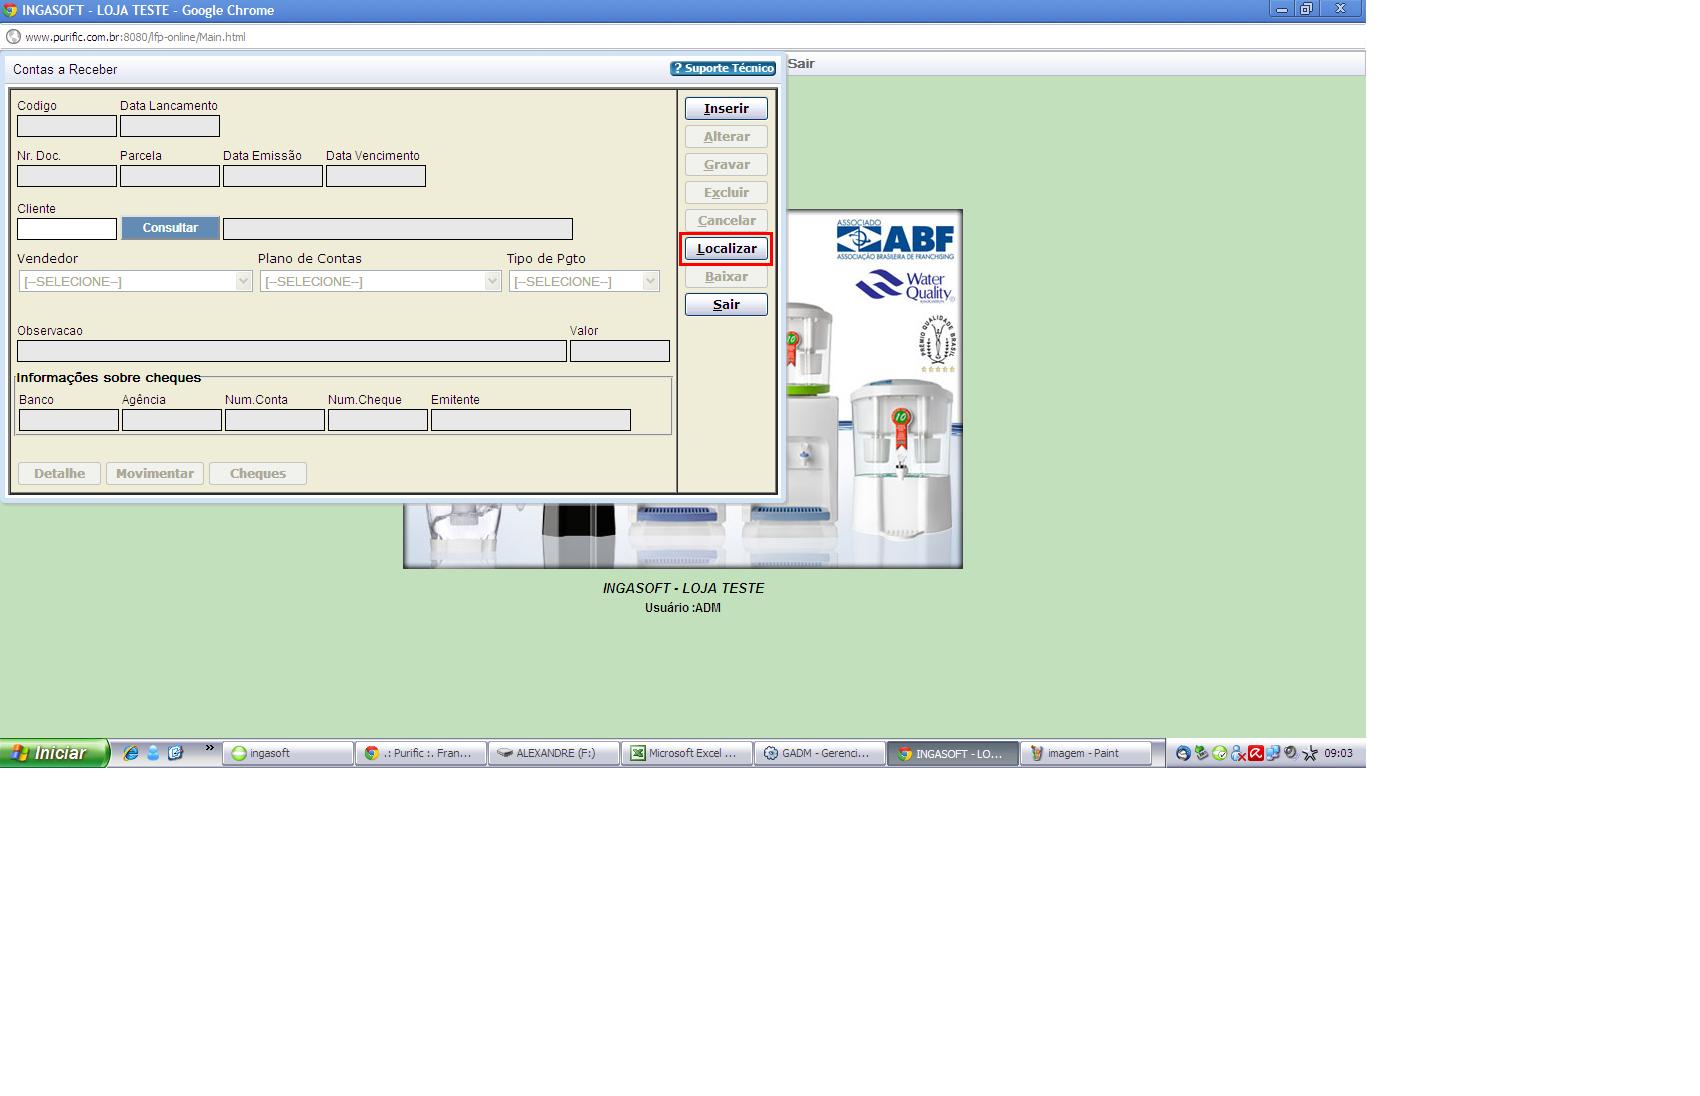 INGASOFT - LOJA TESTE - Google Chrome
www.purific.com.br:8080/lfp-online/Main.html
Contas a Receber
? Suporte Técnico
Sair
Codigo Data Lancamento
Nr. Doc. Parcela Data Emissão Data Vencimento
Cliente
Consultar
Vendedor Plano de Contas Tipo de Pgto
[--SELECIONE--] [--SELECIONE--] [--SELECIONE--]
Observacao Valor
Informações sobre cheques
Banco Agência Num.Conta Num.Cheque Emitente
Detalhe Movimentar Cheques
Inserir
Alterar
Gravar
Excluir
Cancelar
Localizar
Baixar
Sair
ASSOCIADO
ABF
ASSOCIAÇÃO BRASILEIRA DE FRANCHISING
Water
Quality
PRÊMIO QUALIDADE BRASIL
10
10
INGASOFT - LOJA TESTE
Usuário :ADM
Iniciar » ingasoft .: Purific :. Fran... ALEXANDRE (F:) Microsoft Excel ... GADM - Gerenci... INGASOFT - LO... imagem - Paint 09:03